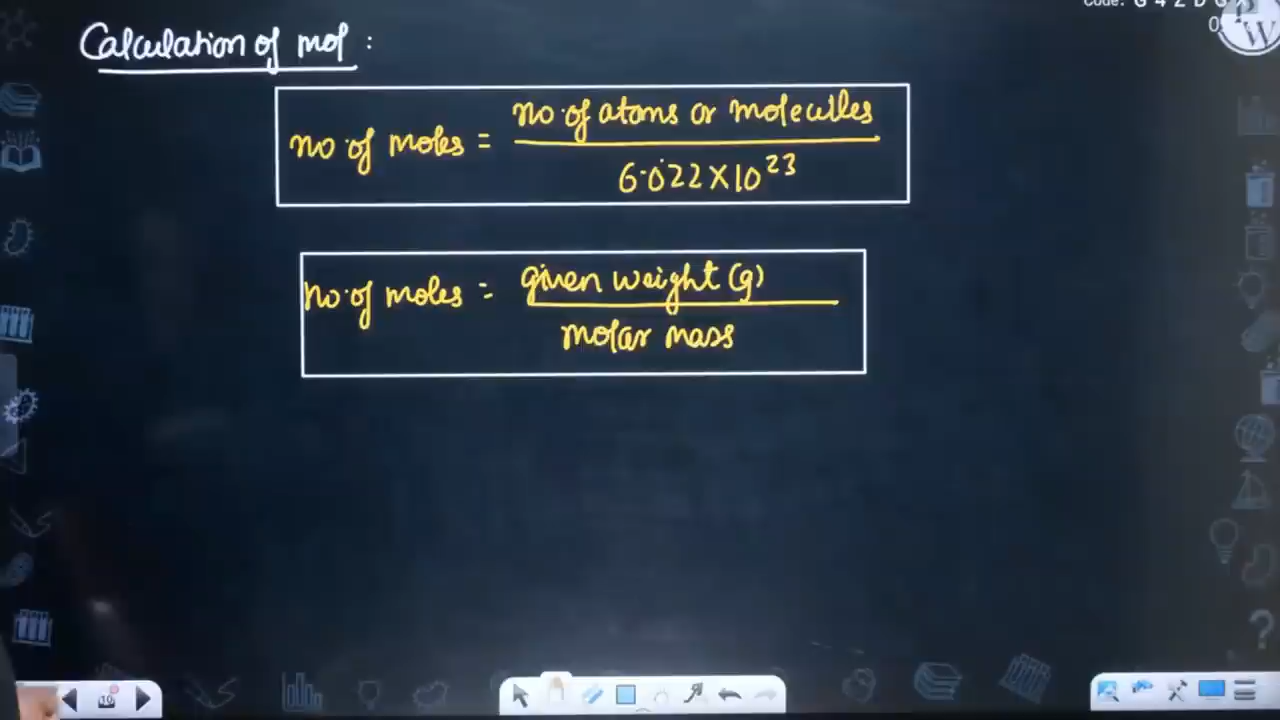 Calculation of mol :
no of moles = no. of atoms or molecules
6.022 X 10^23
no. of moles = given weight (g)
molar mass